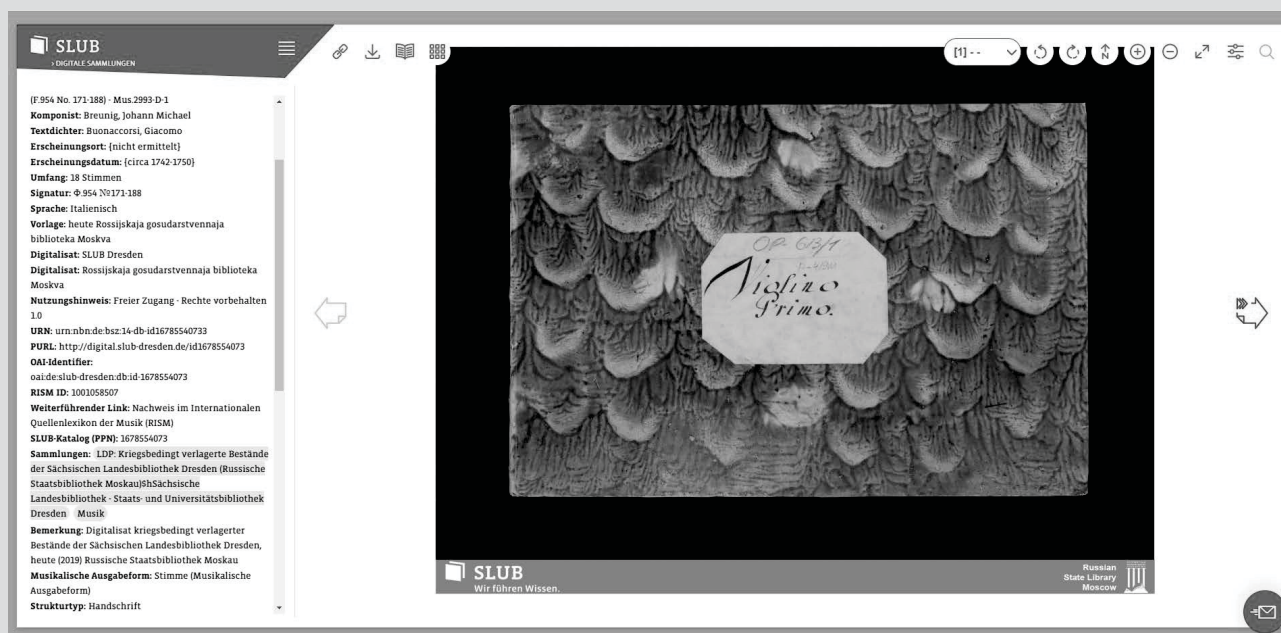 SLUB
› DIGITALE SAMMLUNGEN
[1] - -
N
(F.954 No. 171-188) - Mus.2993-D-1
Komponist: Breunig, Johann Michael
Textdichter: Buonaccorsi, Giacomo
Erscheinungsort: {nicht ermittelt}
Erscheinungsdatum: {circa 1742-1750}
Umfang: 18 Stimmen
Signatur: Ф.954 №171-188
Sprache: Italienisch
Vorlage: heute Rossijskaja gosudarstvennaja
biblioteka Moskva
Digitalisat: SLUB Dresden
Digitalisat: Rossijskaja gosudarstvennaja biblioteka
Moskva
Nutzungshinweis: Freier Zugang - Rechte vorbehalten
1.0
URN: urn:nbn:de:bsz:14-db-id16785540733
PURL: http://digital.slub-dresden.de/id1678554073
OAI-Identifier:
oai:de:slub-dresden:db:id-1678554073
RISM ID: 1001058507
Weiterführender Link: Nachweis im Internationalen
Quellenlexikon der Musik (RISM)
SLUB-Katalog (PPN): 1678554073
Sammlungen: LDP: Kriegsbedingt verlagerte Bestände
der Sächsischen Landesbibliothek Dresden (Russische
Staatsbibliothek Moskau)$hSächsische
Landesbibliothek - Staats- und Universitätsbibliothek
Dresden Musik
Bemerkung: Digitalisat kriegsbedingt verlagerter
Bestände der Sächsischen Landesbibliothek Dresden,
heute (2019) Russische Staatsbibliothek Moskau
Musikalische Ausgabeform: Stimme (Musikalische
Ausgabeform)
Strukturtyp: Handschrift
Violino
Primo.
SLUB
Wir führen Wissen.
Russian
State Library
Moscow